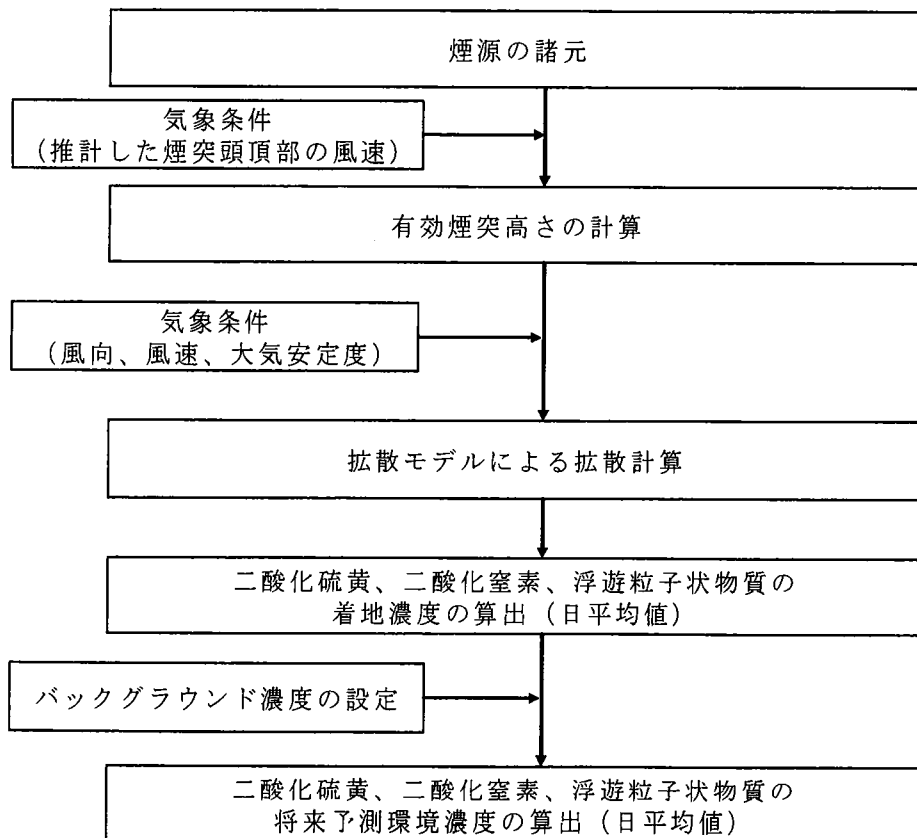 煙源の諸元
気象条件
(推計した煙突頭頂部の風速)
有効煙突高さの計算
気象条件
(風向、風速、大気安定度)
拡散モデルによる拡散計算
二酸化硫黄、二酸化窒素、浮遊粒子状物質の
着地濃度の算出(日平均値)
バックグラウンド濃度の設定
二酸化硫黄、二酸化窒素、浮遊粒子状物質の
将来予測環境濃度の算出(日平均値)